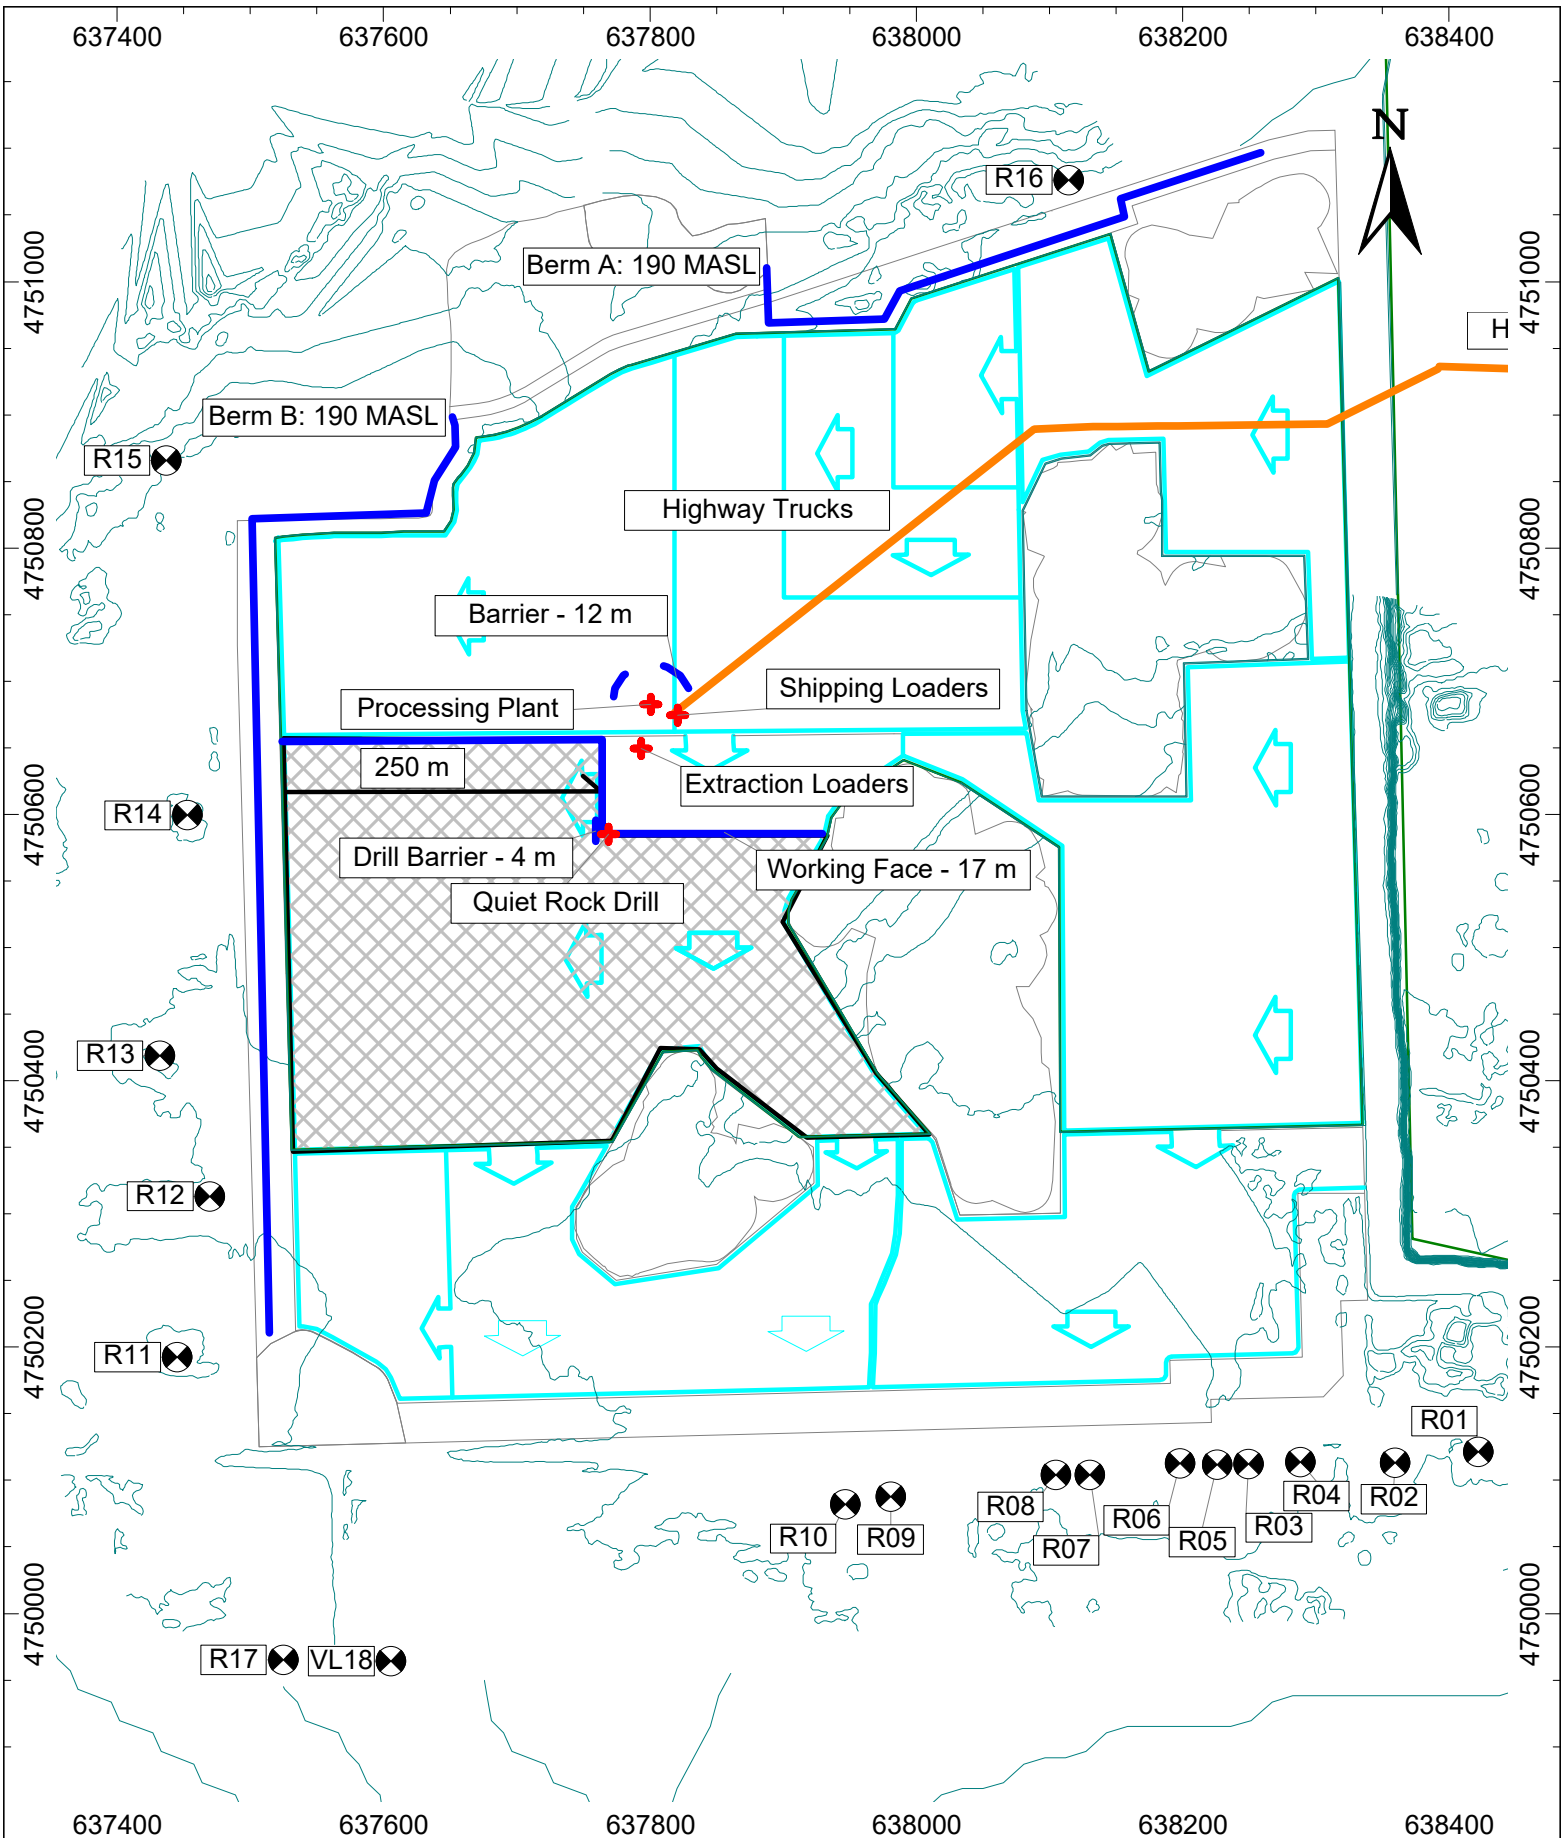 637400 637600 637800 638000 638200 638400
N
R16
4751000
Berm A: 190 MASL
4751000
H
Berm B: 190 MASL
R15
Highway Trucks
4750800
4750800
Barrier - 12 m
Shipping Loaders
Processing Plant
250 m
Extraction Loaders
4750600
R14
4750600
Drill Barrier - 4 m
Working Face - 17 m
Quiet Rock Drill
4750400
R13
4750400
R12
4750200
R11
4750200
R01
R08
R06
R04
R02
R10
R09
R07
R05
R03
4750000
4750000
R17
VL18
637400 637600 637800 638000 638200 638400